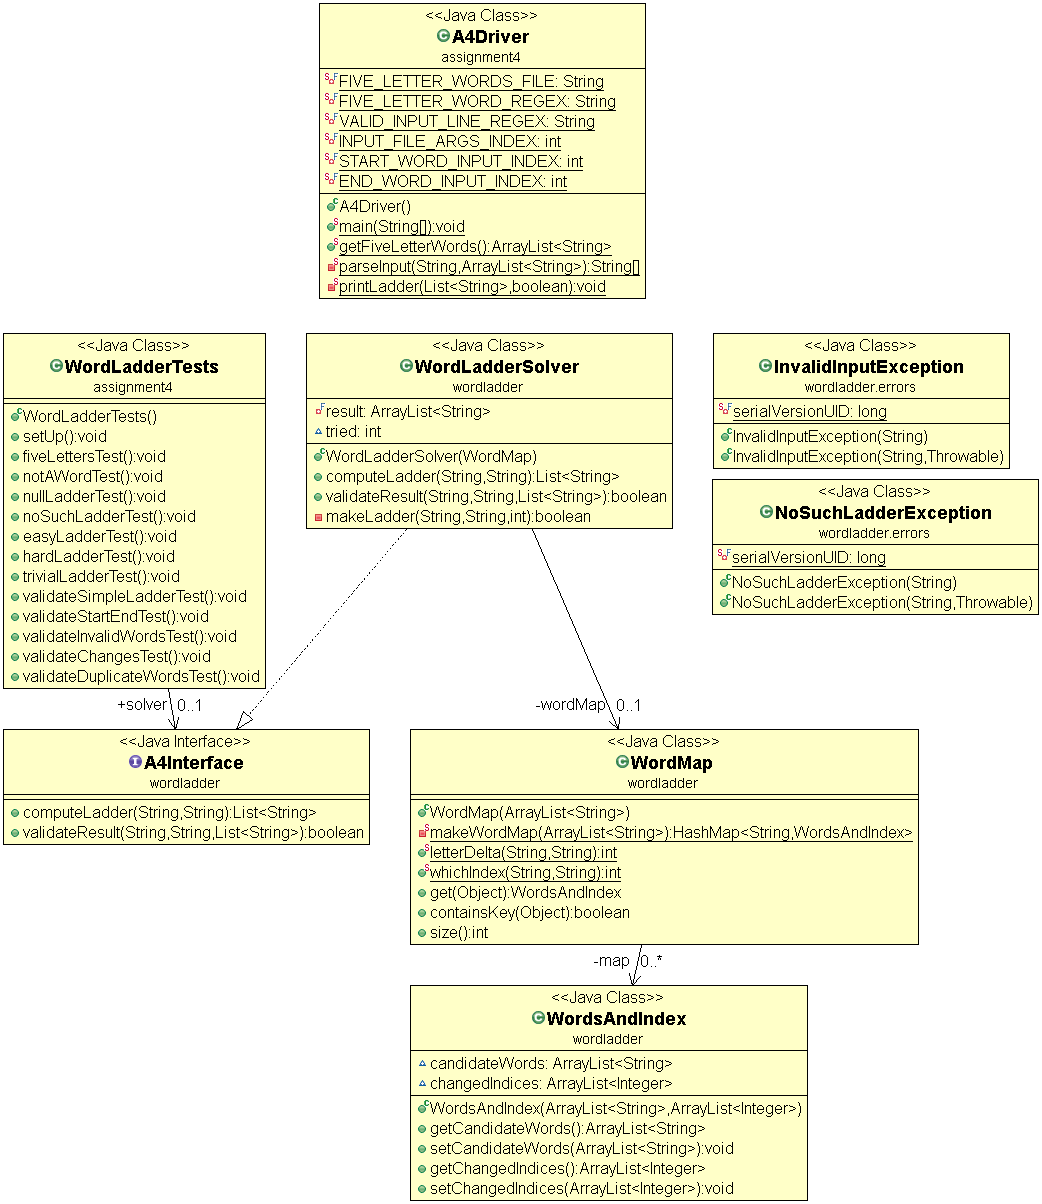 <<Java Class>>
A4Driver
assignment4
FIVE_LETTER_WORDS_FILE: String
FIVE_LETTER_WORD_REGEX: String
VALID_INPUT_LINE_REGEX: String
INPUT_FILE_ARGS_INDEX: int
START_WORD_INPUT_INDEX: int
END_WORD_INPUT_INDEX: int
A4Driver()
main(String[]):void
getFiveLetterWords():ArrayList<String>
parseInput(String,ArrayList<String>):String[]
printLadder(List<String>,boolean):void
<<Java Class>>
WordLadderTests
assignment4
WordLadderTests()
setUp():void
fiveLettersTest():void
notAWordTest():void
nullLadderTest():void
noSuchLadderTest():void
easyLadderTest():void
hardLadderTest():void
trivialLadderTest():void
validateSimpleLadderTest():void
validateStartEndTest():void
validateInvalidWordsTest():void
validateChangesTest():void
validateDuplicateWordsTest():void
<<Java Class>>
WordLadderSolver
wordladder
result: ArrayList<String>
tried: int
WordLadderSolver(WordMap)
computeLadder(String,String):List<String>
validateResult(String,String,List<String>):boolean
makeLadder(String,String,int):boolean
<<Java Class>>
InvalidInputException
wordladder.errors
serialVersionUID: long
InvalidInputException(String)
InvalidInputException(String,Throwable)
<<Java Class>>
NoSuchLadderException
wordladder.errors
serialVersionUID: long
NoSuchLadderException(String)
NoSuchLadderException(String,Throwable)
+solver 0..1
-wordMap 0..1
<<Java Interface>>
A4Interface
wordladder
computeLadder(String,String):List<String>
validateResult(String,String,List<String>):boolean
<<Java Class>>
WordMap
wordladder
WordMap(ArrayList<String>)
makeWordMap(ArrayList<String>):HashMap<String,WordsAndIndex>
letterDelta(String,String):int
whichIndex(String,String):int
get(Object):WordsAndIndex
containsKey(Object):boolean
size():int
-map 0..*
<<Java Class>>
WordsAndIndex
wordladder
candidateWords: ArrayList<String>
changedIndices: ArrayList<Integer>
WordsAndIndex(ArrayList<String>,ArrayList<Integer>)
getCandidateWords():ArrayList<String>
setCandidateWords(ArrayList<String>):void
getChangedIndices():ArrayList<Integer>
setChangedIndices(ArrayList<Integer>):void